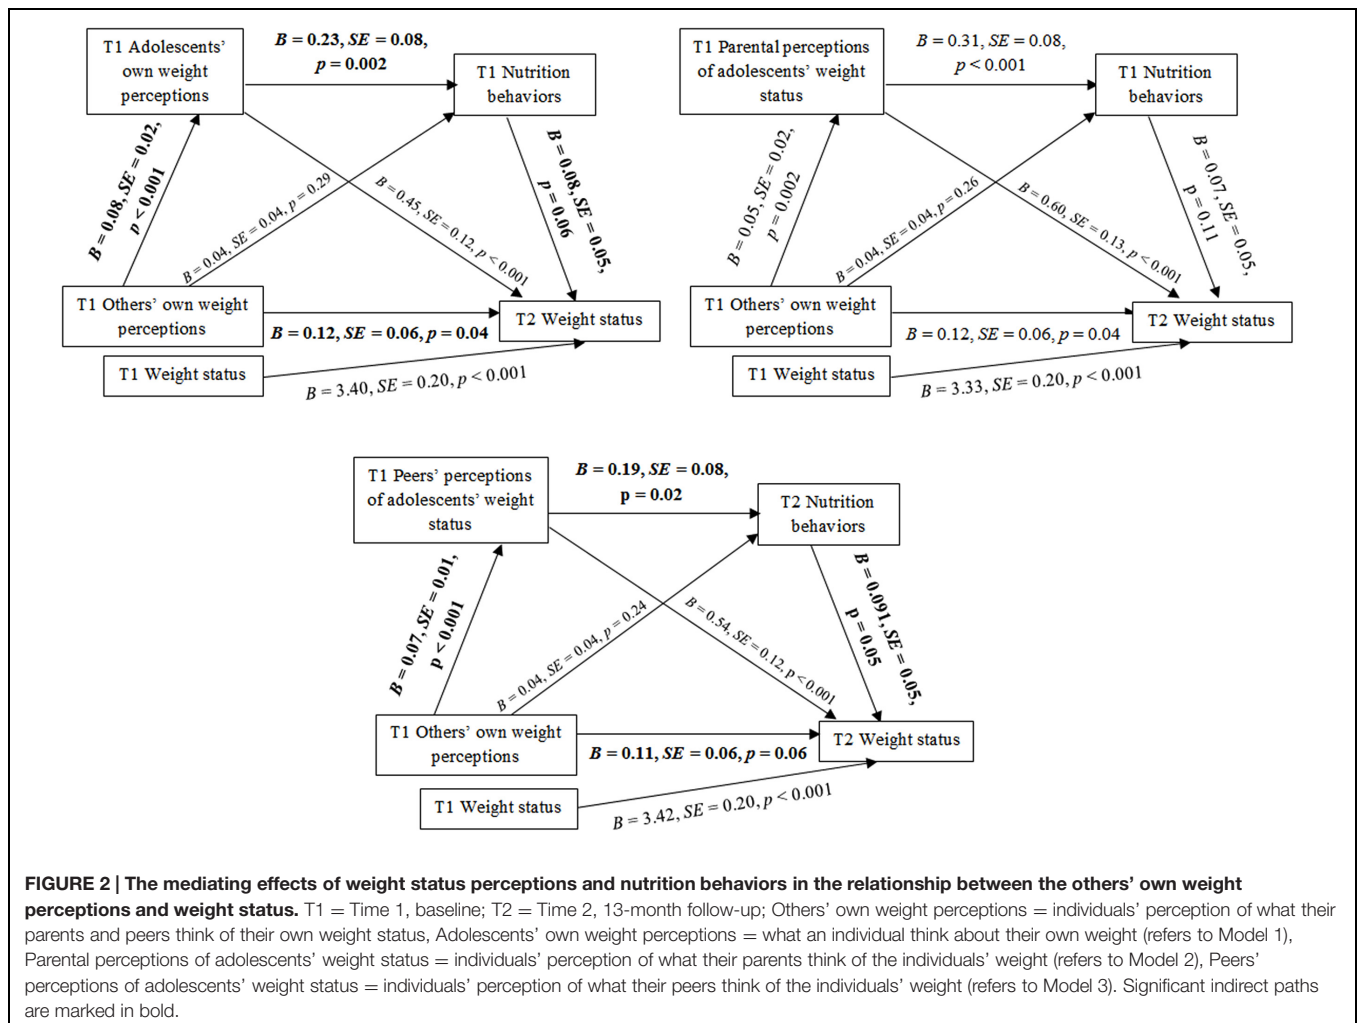 T1 Adolescents’
own weight
perceptions
B = 0.23, SE = 0.08,
p = 0.002
T1 Nutrition
behaviors
B = 0.08, SE = 0.02,
p < 0.001
B = 0.04, SE = 0.04, p = 0.29
B = 0.45, SE = 0.12, p < 0.001
B = 0.08, SE = 0.05,
p = 0.06
T1 Others’ own weight
perceptions
B = 0.12, SE = 0.06, p = 0.04
T2 Weight status
T1 Weight status
B = 3.40, SE = 0.20, p < 0.001
T1 Parental perceptions
of adolescents’ weight
status
B = 0.31, SE = 0.08,
p < 0.001
T1 Nutrition
behaviors
B = 0.05, SE = 0.02,
p = 0.002
B = 0.04, SE = 0.04, p = 0.26
B = 0.60, SE = 0.13, p < 0.001
B = 0.07, SE = 0.05,
p = 0.11
T1 Others’ own weight
perceptions
B = 0.12, SE = 0.06, p = 0.04
T2 Weight status
T1 Weight status
B = 3.33, SE = 0.20, p < 0.001
T1 Peers’ perceptions
of adolescents’ weight
status
B = 0.19, SE = 0.08,
p = 0.02
T2 Nutrition
behaviors
B = 0.07, SE = 0.01,
p < 0.001
B = 0.04, SE = 0.04, p = 0.24
B = 0.54, SE = 0.12, p < 0.001
B = 0.091, SE = 0.05,
p = 0.05
T1 Others’ own weight
perceptions
B = 0.11, SE = 0.06, p = 0.06
T2 Weight status
T1 Weight status
B = 3.42, SE = 0.20, p < 0.001
FIGURE 2 | The mediating effects of weight status perceptions and nutrition behaviors in the relationship between the others’ own weight
perceptions and weight status. T1 = Time 1, baseline; T2 = Time 2, 13-month follow-up; Others’ own weight perceptions = individuals’ perception of what their
parents and peers think of their own weight status, Adolescents’ own weight perceptions = what an individual think about their own weight (refers to Model 1),
Parental perceptions of adolescents’ weight status = individuals’ perception of what their parents think of the individuals’ weight (refers to Model 2), Peers’
perceptions of adolescents’ weight status = individuals’ perception of what their peers think of the individuals’ weight (refers to Model 3). Significant indirect paths
are marked in bold.